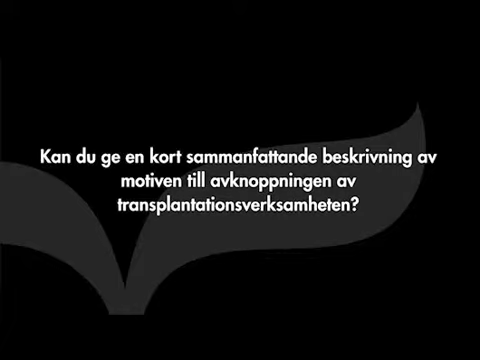 Kan du ge en kort sammanfattande beskrivning av
motiven till avknoppningen av
transplantationsverksamheten?